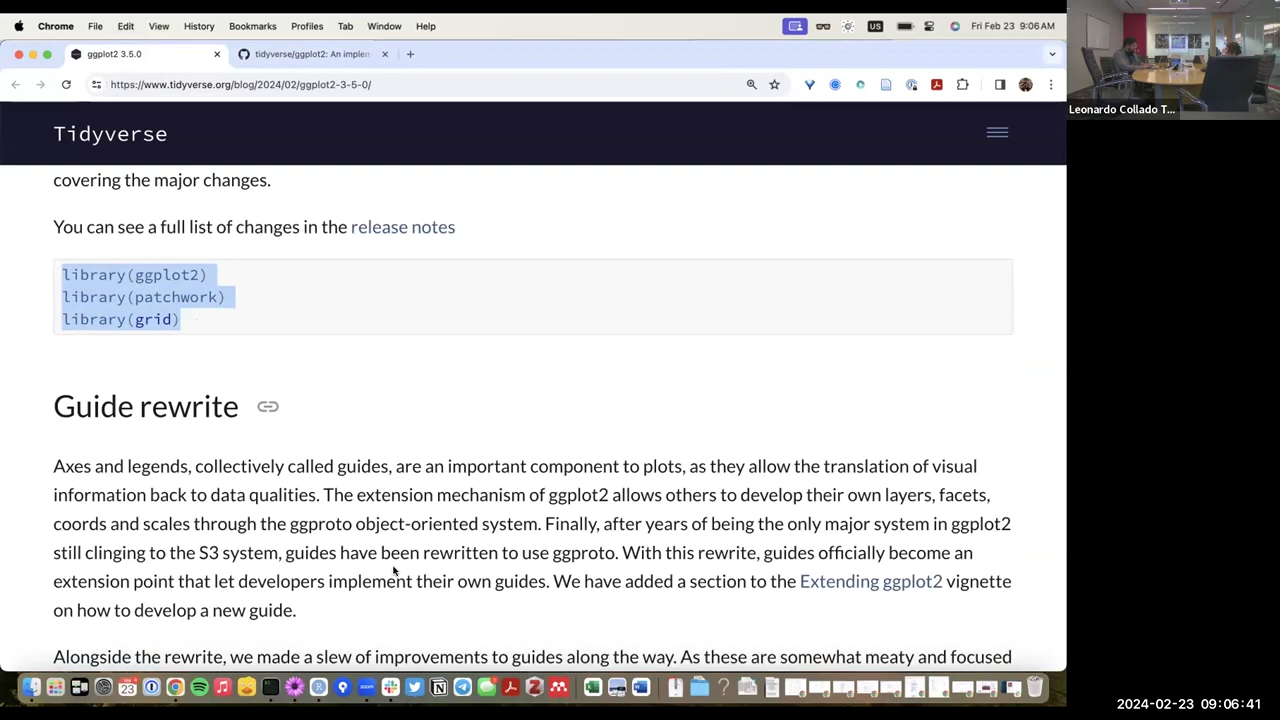 Chrome File Edit View History Bookmarks Profiles Tab Window Help US Fri Feb 23 9:06 AM
ggplot2 3.5.0 tidyverse/ggplot2: An implem
https://www.tidyverse.org/blog/2024/02/ggplot2-3-5-0/
Leonardo Collado T...
Tidyverse
covering the major changes.
You can see a full list of changes in the release notes
library(ggplot2)
library(patchwork)
library(grid)
Guide rewrite
Axes and legends, collectively called guides, are an important component to plots, as they allow the translation of visual
information back to data qualities. The extension mechanism of ggplot2 allows others to develop their own layers, facets,
coords and scales through the ggproto object-oriented system. Finally, after years of being the only major system in ggplot2
still clinging to the S3 system, guides have been rewritten to use ggproto. With this rewrite, guides officially become an
extension point that let developers implement their own guides. We have added a section to the Extending ggplot2 vignette
on how to develop a new guide.
Alongside the rewrite, we made a slew of improvements to guides along the way. As these are somewhat meaty and focused
2024-02-23 09:06:41